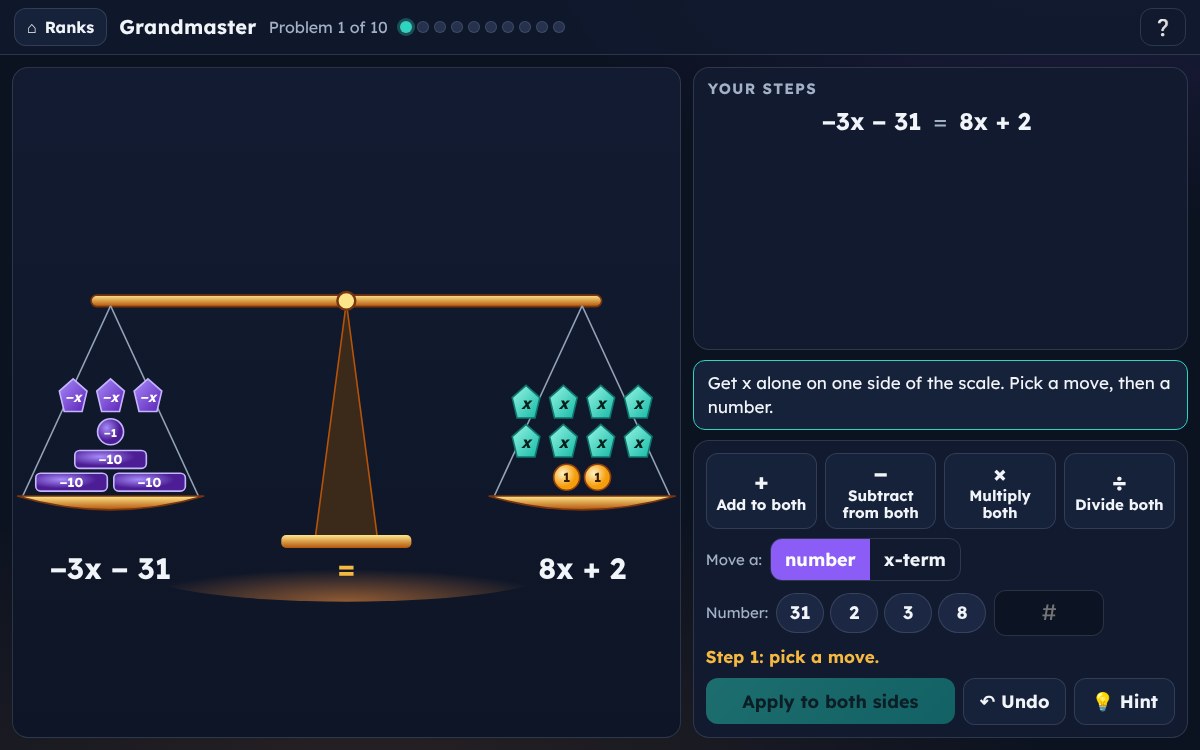 ⌂ Ranks Grandmaster Problem 1 of 10 ?
YOUR STEPS
−3x − 31 = 8x + 2
−x −x −x
−1
−10
−10 −10
x x x x
x x x x
1 1
−3x − 31 = 8x + 2
Get x alone on one side of the scale. Pick a move, then a
number.
+ Add to both
− Subtract
from both
× Multiply
both
÷ Divide both
Move a: number x-term
Number: 31 2 3 8 #
Step 1: pick a move.
Apply to both sides ↶ Undo 💡 Hint